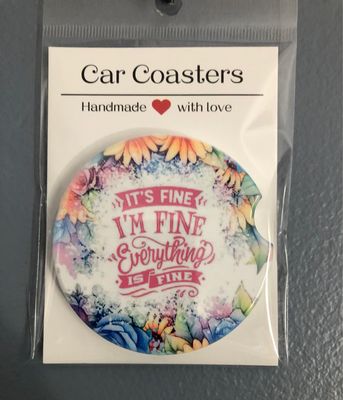 Car Coasters
Handmade with love
IT'S FINE
I'M FINE
Everything
IS FINE